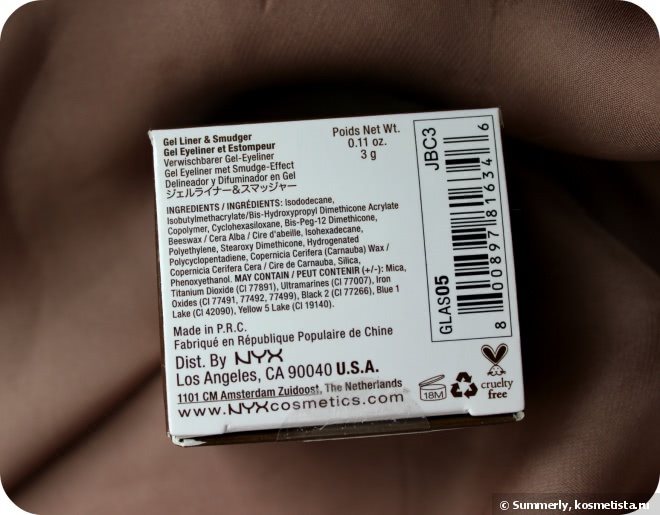 Gel Liner & Smudger
Gel Eyeliner et Estompeur
Verwischbarer Gel-Eyeliner
Gel Eyeliner met Smudge-Effect
Delineador y Difuminador en Gel
ジェルライナー&スマッジャー
Poids Net Wt.
0.11 oz.
3 g
INGREDIENTS / INGRÉDIENTS: Isododecane,
Isobutylmethacrylate/Bis-Hydroxypropyl Dimethicone Acrylate
Copolymer, Cyclohexasiloxane, Bis-Peg-12 Dimethicone,
Beeswax / Cera Alba / Cire d'abeille, Isohexadecane,
Polyethylene, Stearoxy Dimethicone, Hydrogenated
Polycyclopentadiene, Copernicia Cerifera (Carnauba) Wax /
Copernicia Cerifera Cera / Cire de Carnauba, Silica,
Phenoxyethanol. MAY CONTAIN / PEUT CONTENIR (+/-): Mica,
Titanium Dioxide (CI 77891), Ultramarines (CI 77007), Iron
Oxides (CI 77491, 77492, 77499), Black 2 (CI 77266), Blue 1
Lake (CI 42090), Yellow 5 Lake (CI 19140).
Made in P.R.C.
Fabriqué en République Populaire de Chine
Dist. By NYX
Los Angeles, CA 90040 U.S.A.
1101 CM Amsterdam Zuidoost, The Netherlands
www.NYXcosmetics.com
JBC3
GLAS05
8 00897 81634 6
18M
cruelty
free
© Summerly, kosmetista.ru